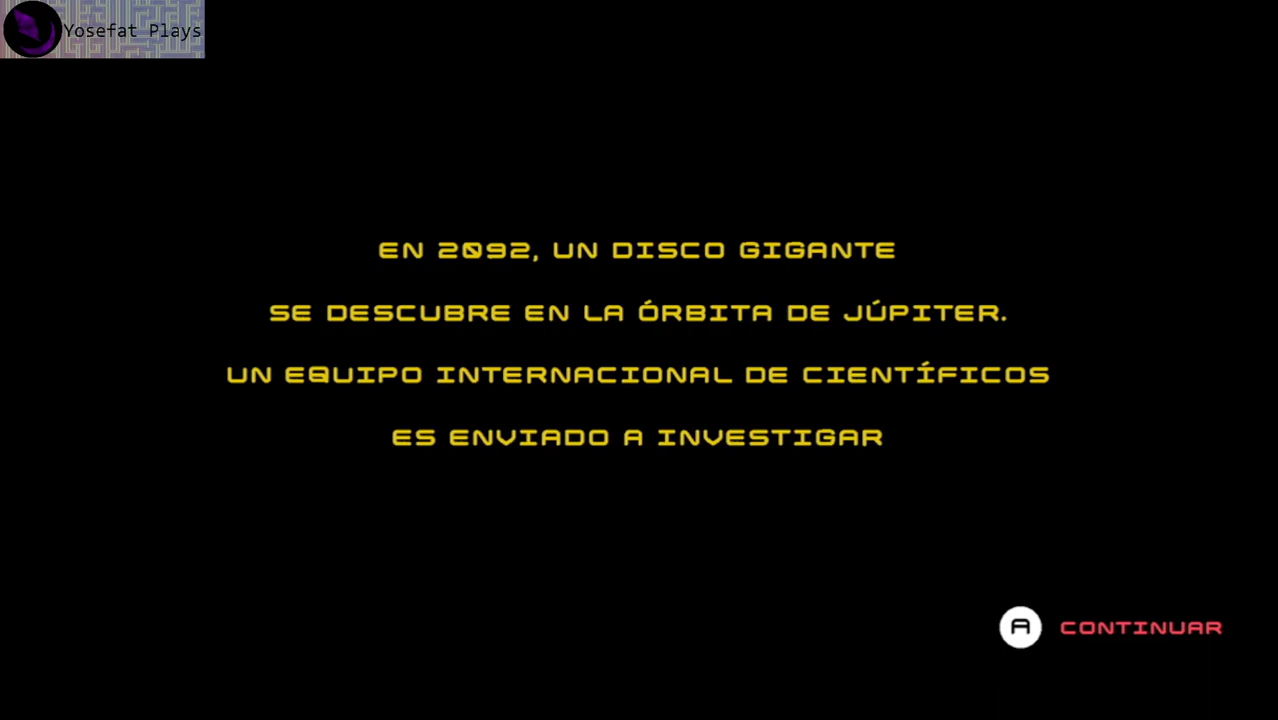 Yosefat Plays
EN 2092, UN DISCO GIGANTE
SE DESCUBRE EN LA ÓRBITA DE JÚPITER.
UN EQUIPO INTERNACIONAL DE CIENTÍFICOS
ES ENVIADO A INVESTIGAR
A CONTINUAR